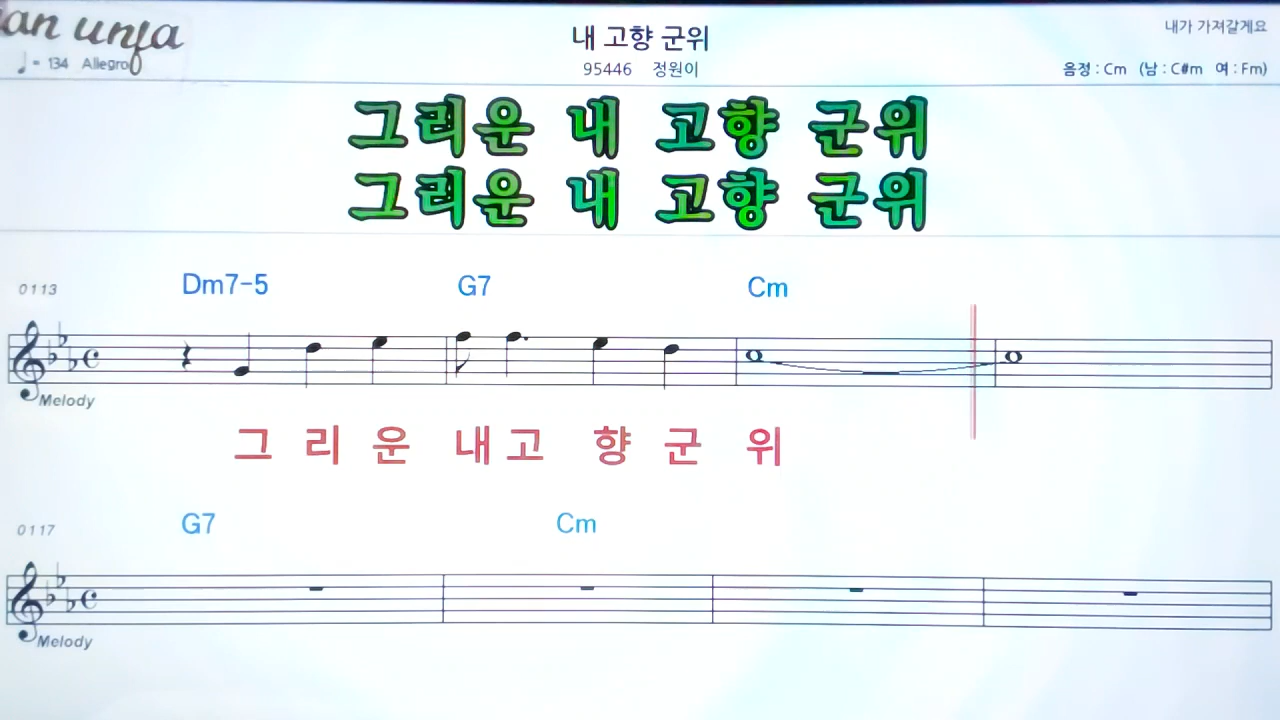 내 고향 군위
내가 가져갈게요
♩= 134 Allegro
95446 정원이
음정 : Cm (남 : C#m 여 : Fm)
그리운 내 고향 군위
그리운 내 고향 군위
0113 Dm7-5 G7 Cm
Melody
그 리 운 내 고 향 군 위
0117 G7 Cm
Melody